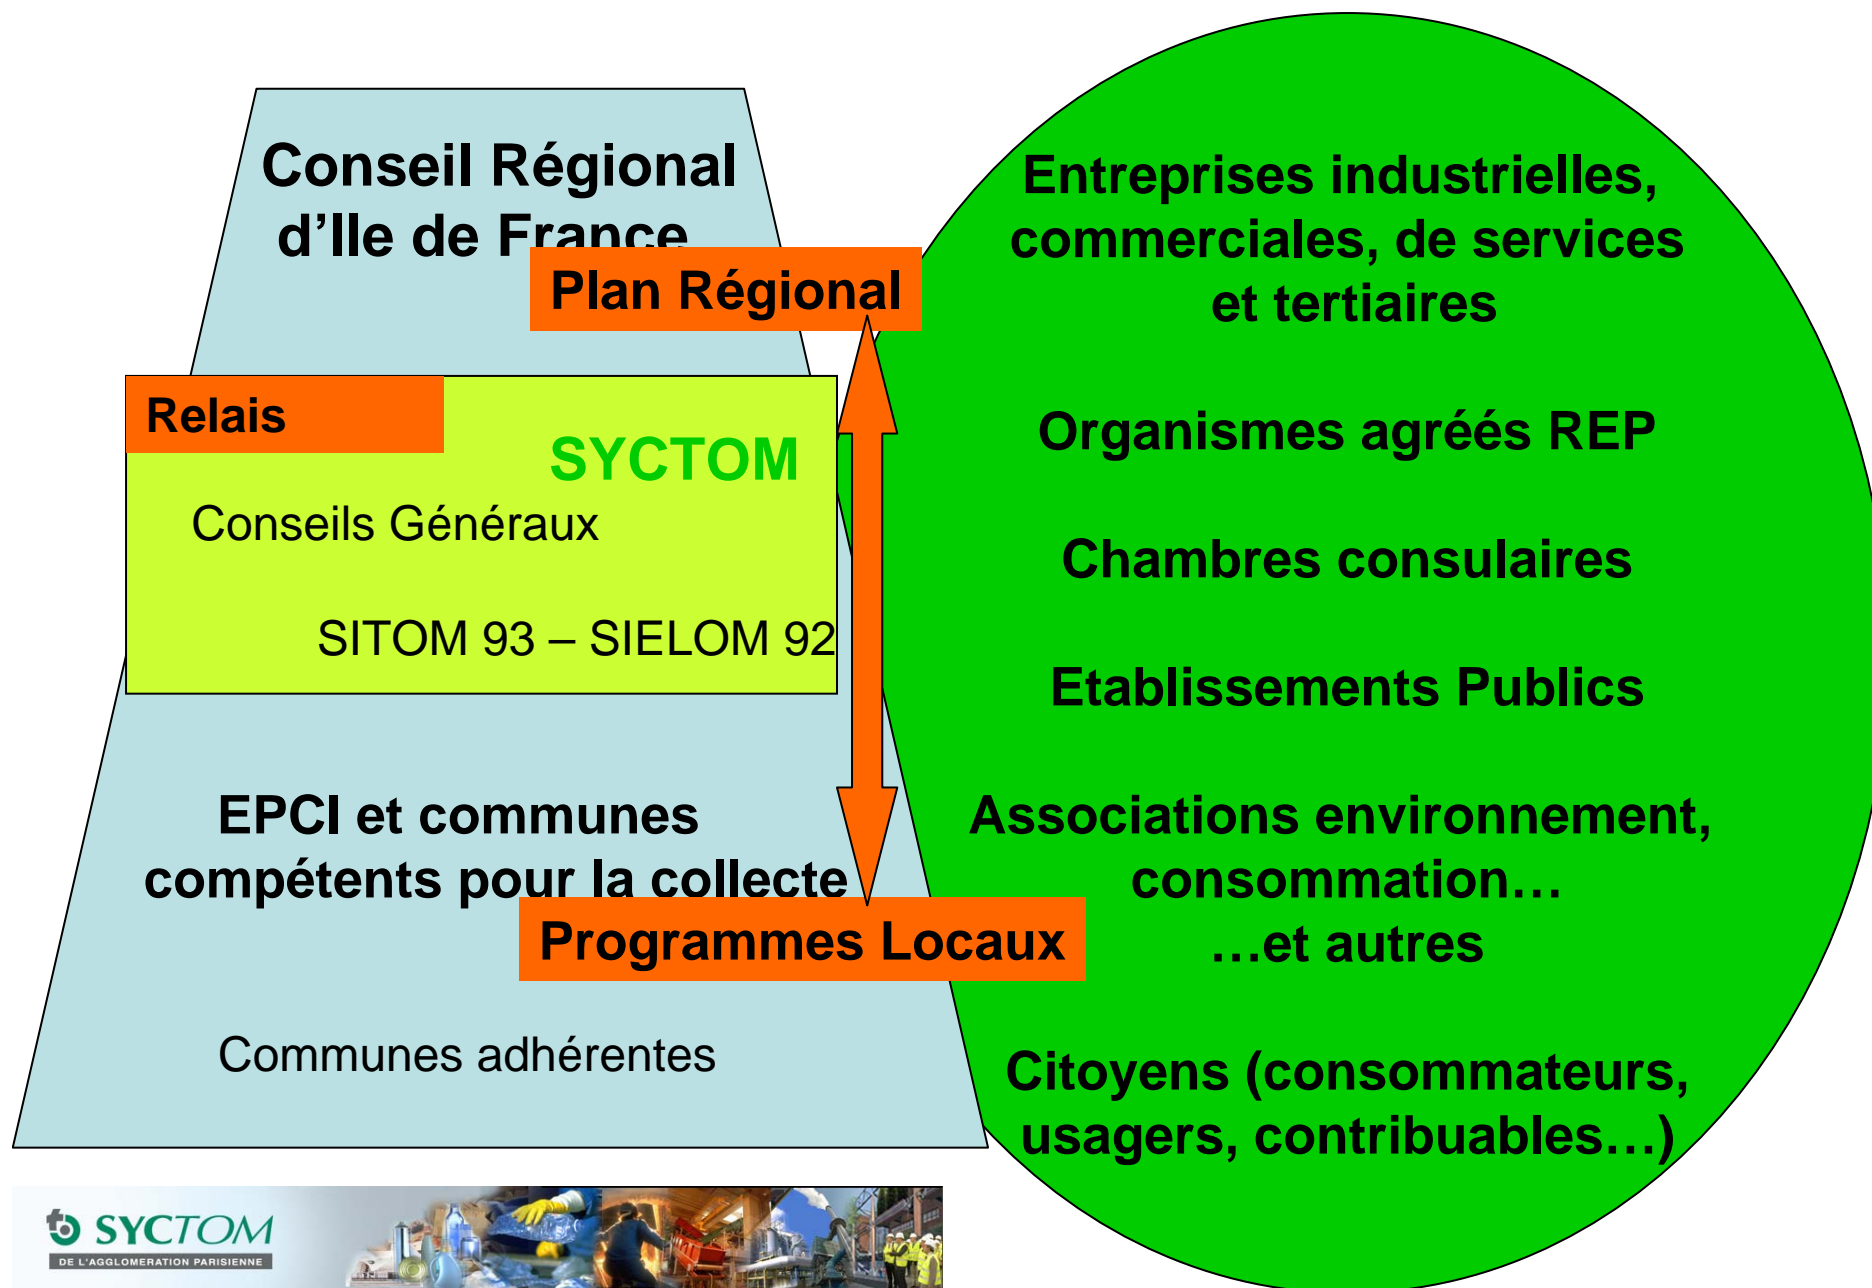 Conseil Régional
d’Ile de France
Plan Régional
Relais
SYCTOM
Conseils Généraux
SITOM 93 – SIELOM 92
EPCI et communes
compétents pour la collecte
Programmes Locaux
Communes adhérentes
Entreprises industrielles,
commerciales, de services
et tertiaires
Organismes agréés REP
Chambres consulaires
Etablissements Publics
Associations environnement,
consommation…
…et autres
Citoyens (consommateurs,
usagers, contribuables…)
SYCTOM
DE L'AGGLOMERATION PARISIENNE